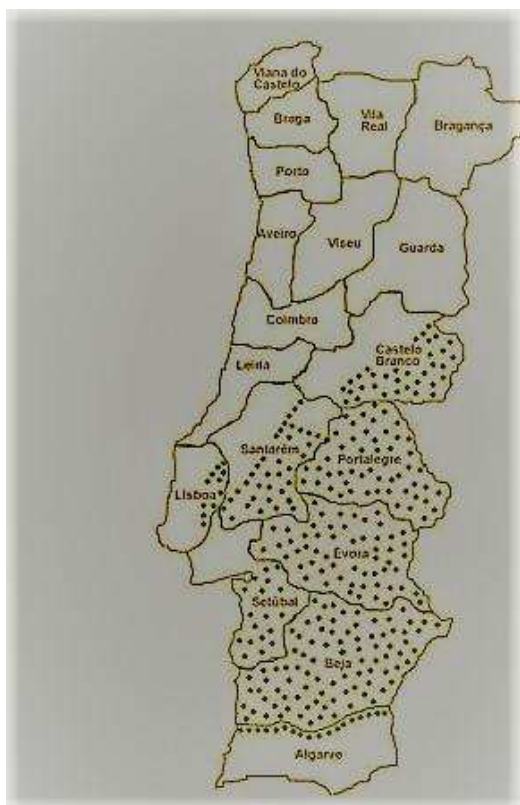 Viana do
Castelo
Braga
Vila
Real
Bragança
Porto
Aveiro
Viseu
Guarda
Coimbra
Castelo
Branco
Leiria
Santarém
Portalegre
Lisboa
Évora
Setúbal
Beja
Algarve